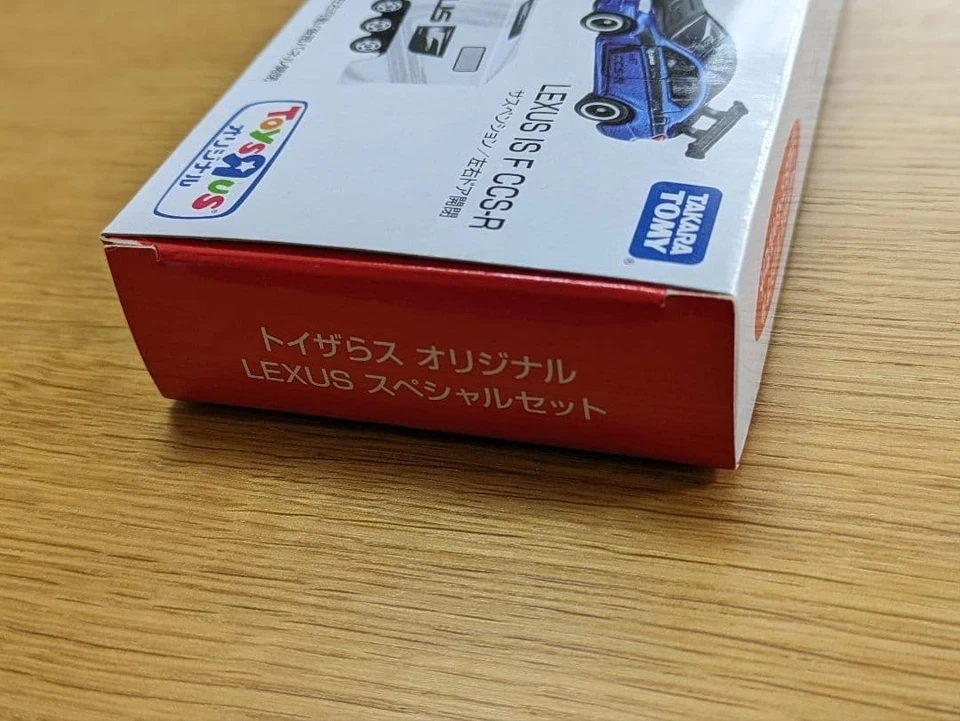 Toys"R"us
オリジナル
LEXUS IS F CCS-R
サスペンション/左右ドア開閉
TAKARA
TOMY
トイザらス オリジナル
LEXUS スペシャルセット